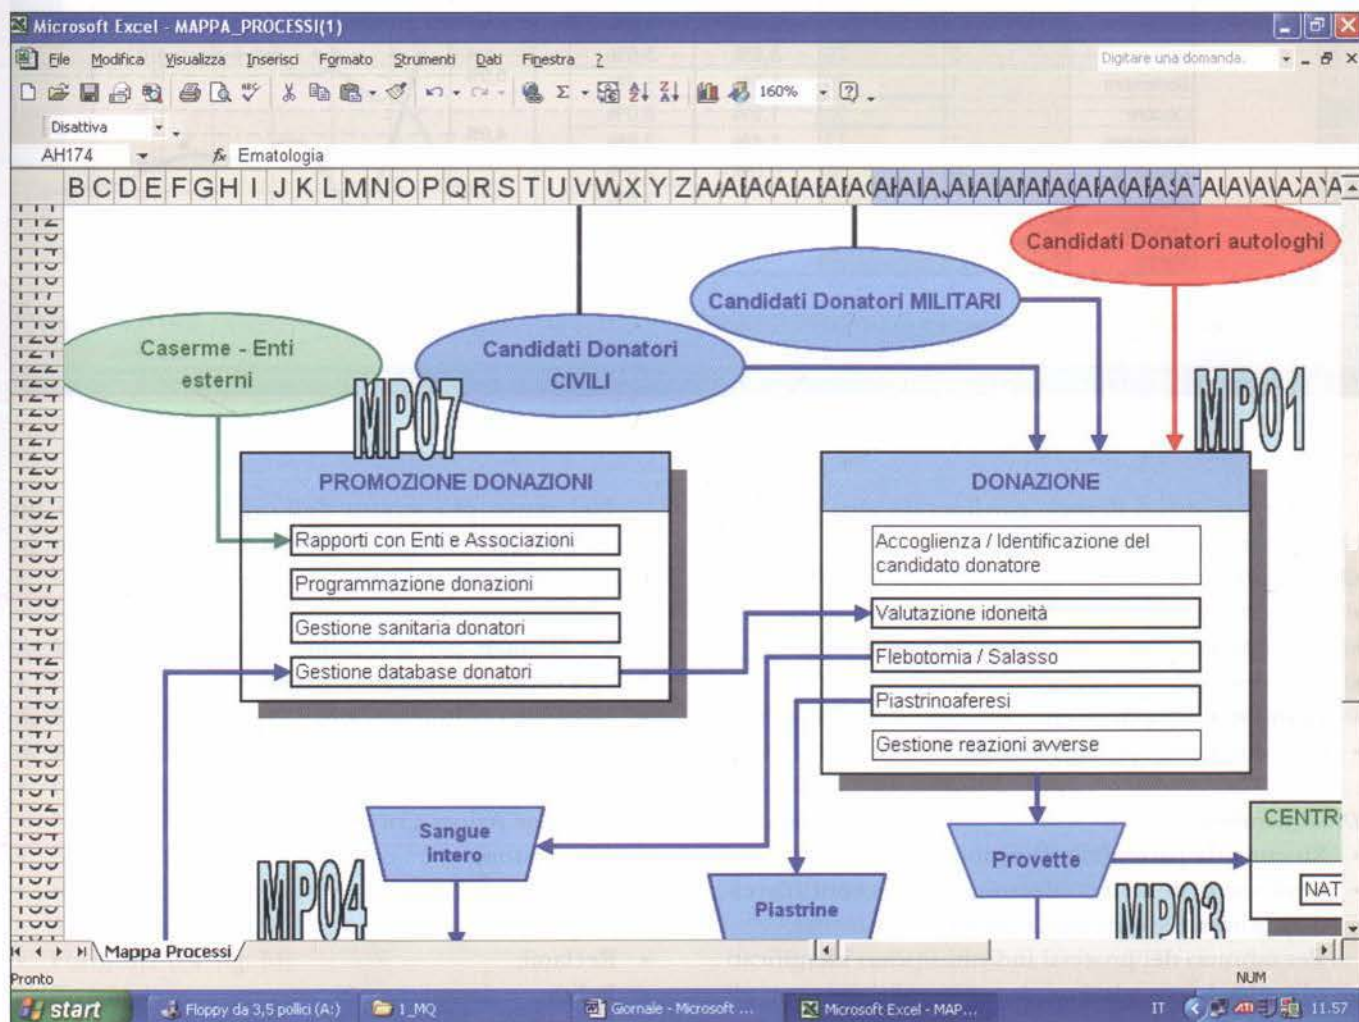 Microsoft Excel - MAPPA_PROCESSI(1)
File Modifica Visualizza Inserisci Formato Strumenti Dati Finestra ?
Digitare una domanda.
160%
Disattiva
AH174 fx Ematologia
B C D E F G H I J K L M N O P Q R S T U V W X Y Z
Candidati Donatori autologhi
Candidati Donatori MILITARI
Caserme - Enti
esterni
Candidati Donatori
CIVILI
MP07
MP01
PROMOZIONE DONAZIONI
Rapporti con Enti e Associazioni
Programmazione donazioni
Gestione sanitaria donatori
Gestione database donatori
DONAZIONE
Accoglienza / Identificazione del
candidato donatore
Valutazione idoneità
Flebotomia / Salasso
Piastrinoaferesi
Gestione reazioni avverse
Sangue
intero
MP04
Piastrine
Provette
MP03
CENTR
NAT
Mappa Processi
Pronto
NUM
start
Floppy da 3,5 pollici (A:)
1_MQ
Giornale - Microsoft ...
Microsoft Excel - MAP...
IT
11.57